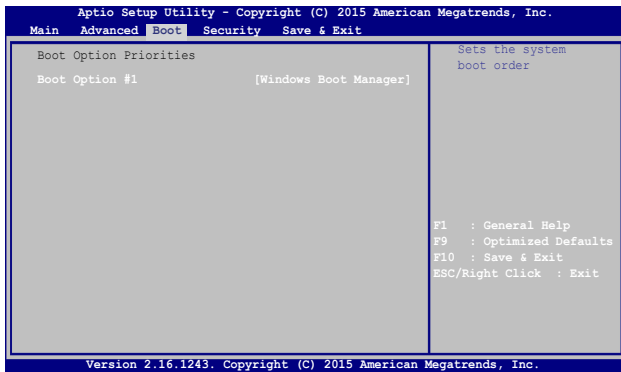 Aptio Setup Utility - Copyright (C) 2015 American Megatrends, Inc.
Main Advanced Boot Security Save & Exit
Boot Option Priorities
Boot Option #1 [Windows Boot Manager]
Sets the system
boot order
F1 : General Help
F9 : Optimized Defaults
F10 : Save & Exit
ESC/Right Click : Exit
Version 2.16.1243. Copyright (C) 2015 American Megatrends, Inc.